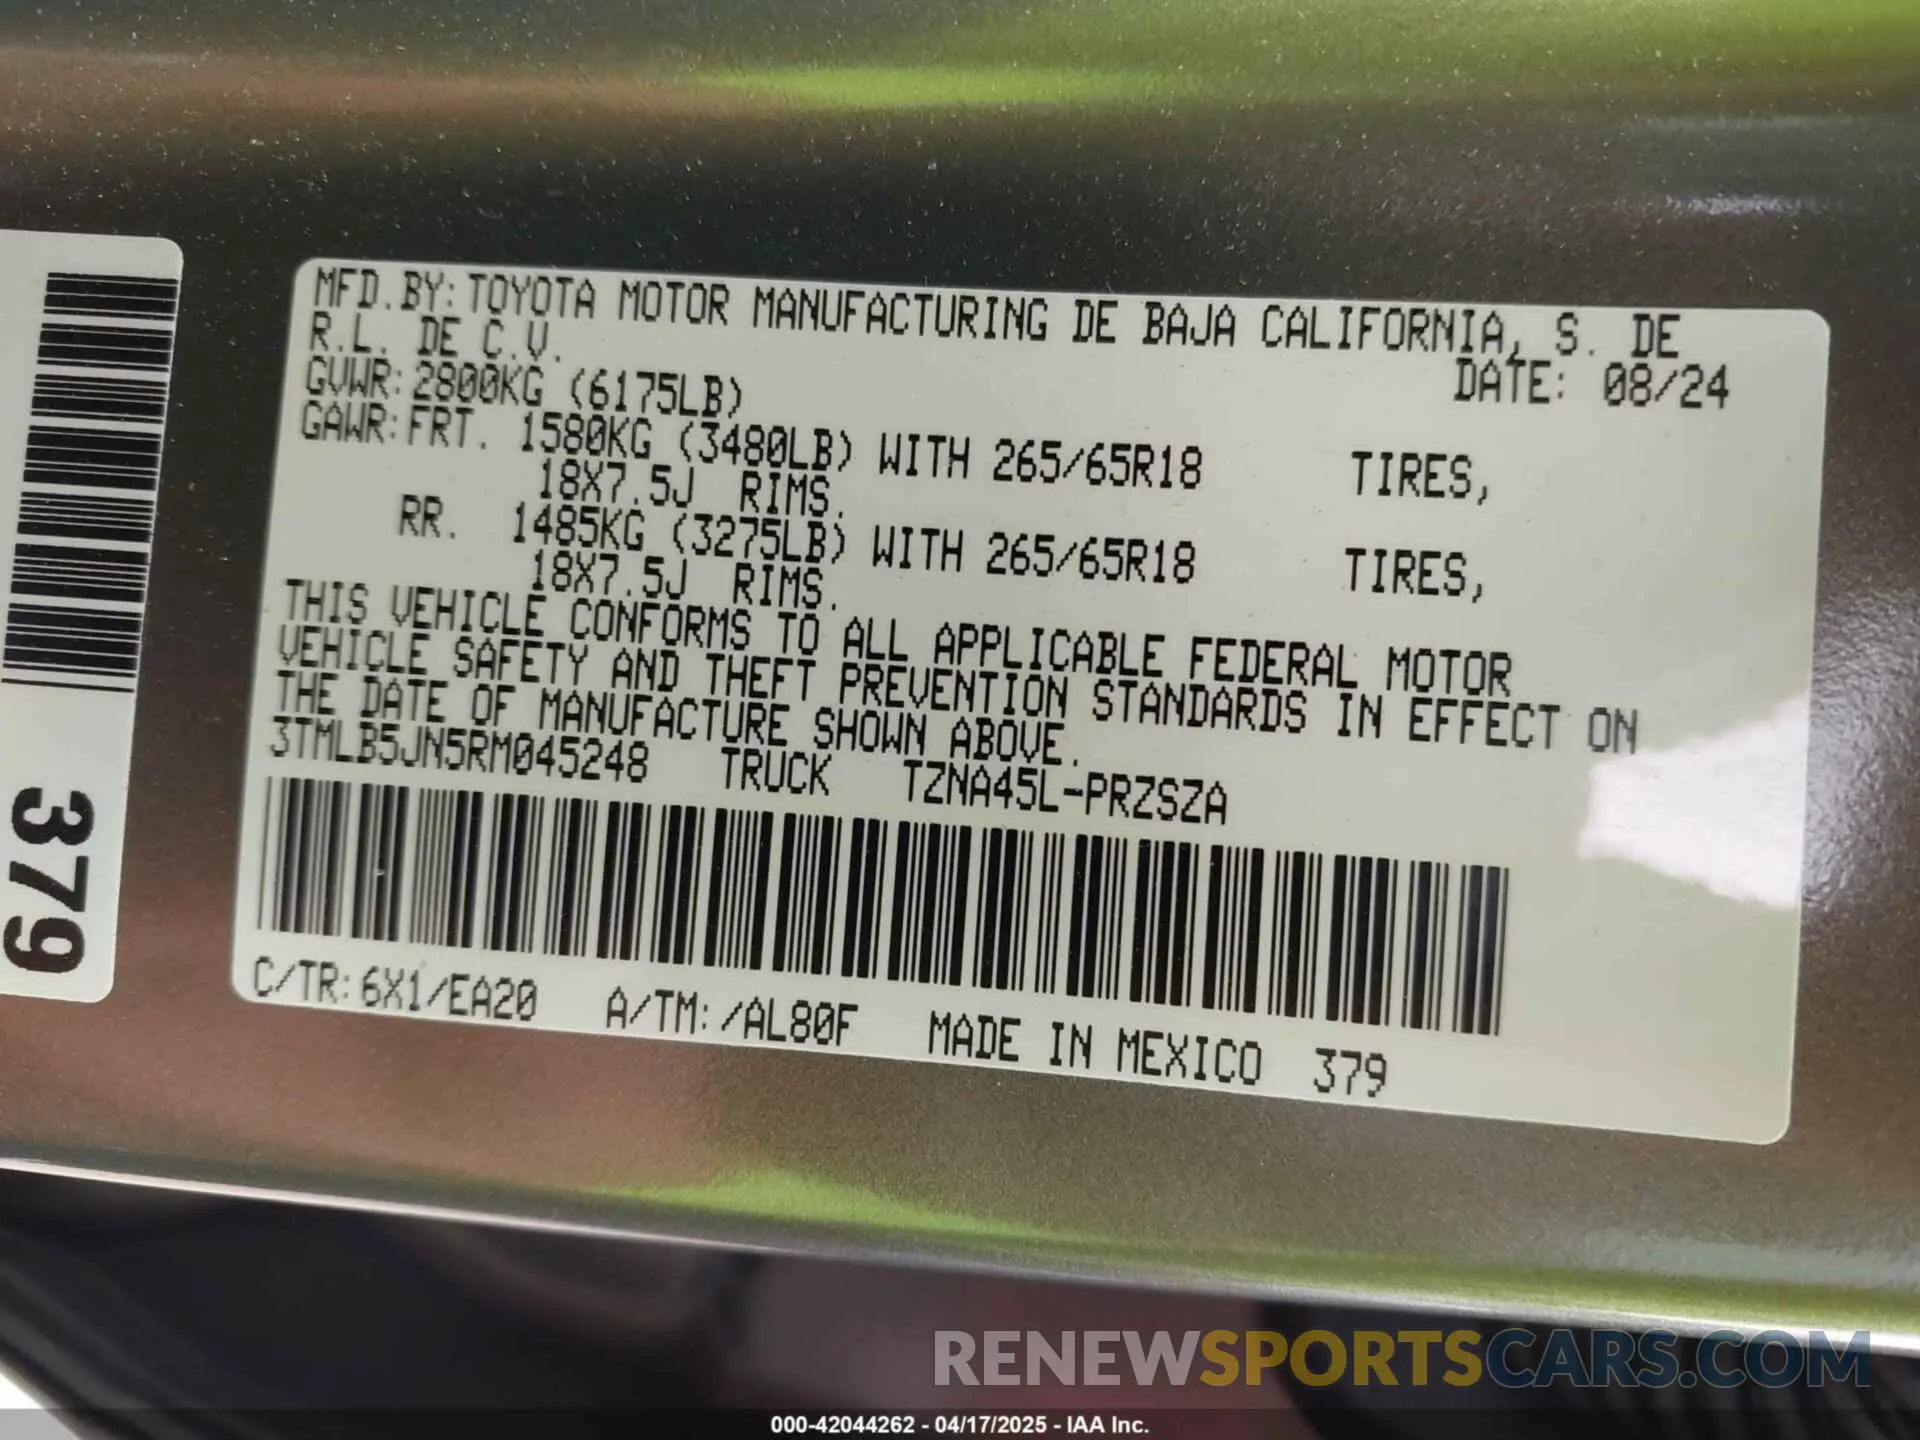 MFD.BY:TOYOTA MOTOR MANUFACTURING DE BAJA CALIFORNIA, S. DE
R.L. DE C.V.
DATE: 08/24
GVWR:2800KG (6175LB)
GAWR:FRT. 1580KG (3480LB) WITH 265/65R18 TIRES,
18X7.5J RIMS.
RR. 1485KG (3275LB) WITH 265/65R18 TIRES,
18X7.5J RIMS.
THIS VEHICLE CONFORMS TO ALL APPLICABLE FEDERAL MOTOR
VEHICLE SAFETY AND THEFT PREVENTION STANDARDS IN EFFECT ON
THE DATE OF MANUFACTURE SHOWN ABOVE.
3TMLB5JN5RM045248 TRUCK TZNA45L-PRZSZA
C/TR:6X1/EA20 A/TM:/AL80F MADE IN MEXICO 379
379
RENEWSPORTSCARS.COM
000-42044262 - 04/17/2025 - IAA Inc.